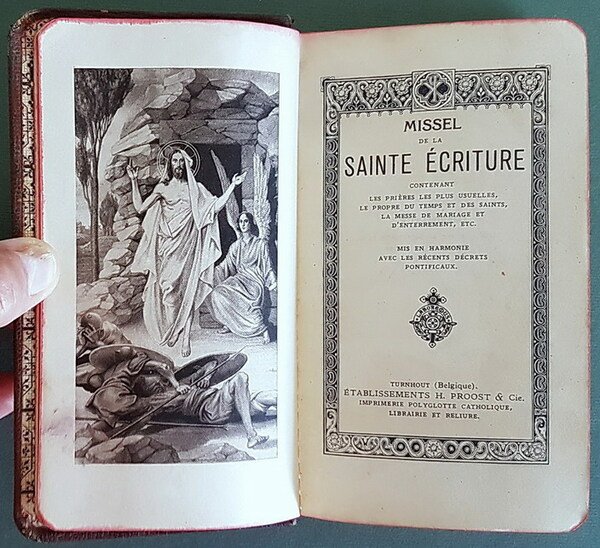 MISSEL
DE LA
SAINTE ÉCRITURE
CONTENANT
LES PRIÈRES LES PLUS USUELLES,
LE PROPRE DU TEMPS ET DES SAINTS,
LA MESSE DE MARIAGE ET
D'ENTERREMENT, ETC.
MIS EN HARMONIE
AVEC LES RÉCENTS DÉCRETS
PONTIFICAUX.
TURNHOUT (Belgique).
ÉTABLISSEMENTS H. PROOST & Cie.
IMPRIMERIE POLYGLOTTE CATHOLIQUE,
LIBRAIRIE ET RELIURE.